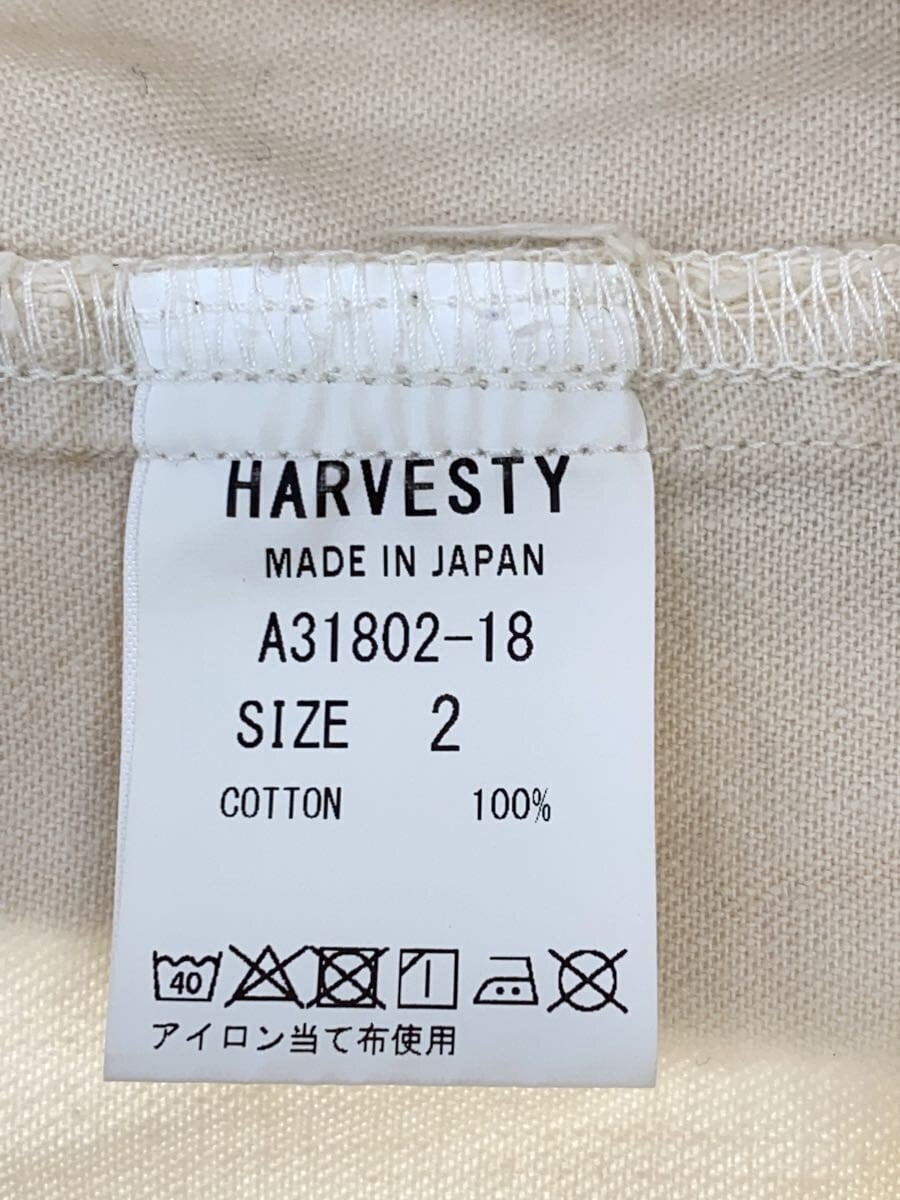 HARVESTY
MADE IN JAPAN
A31802-18
SIZE 2
COTTON 100%
40
アイロン当て布使用